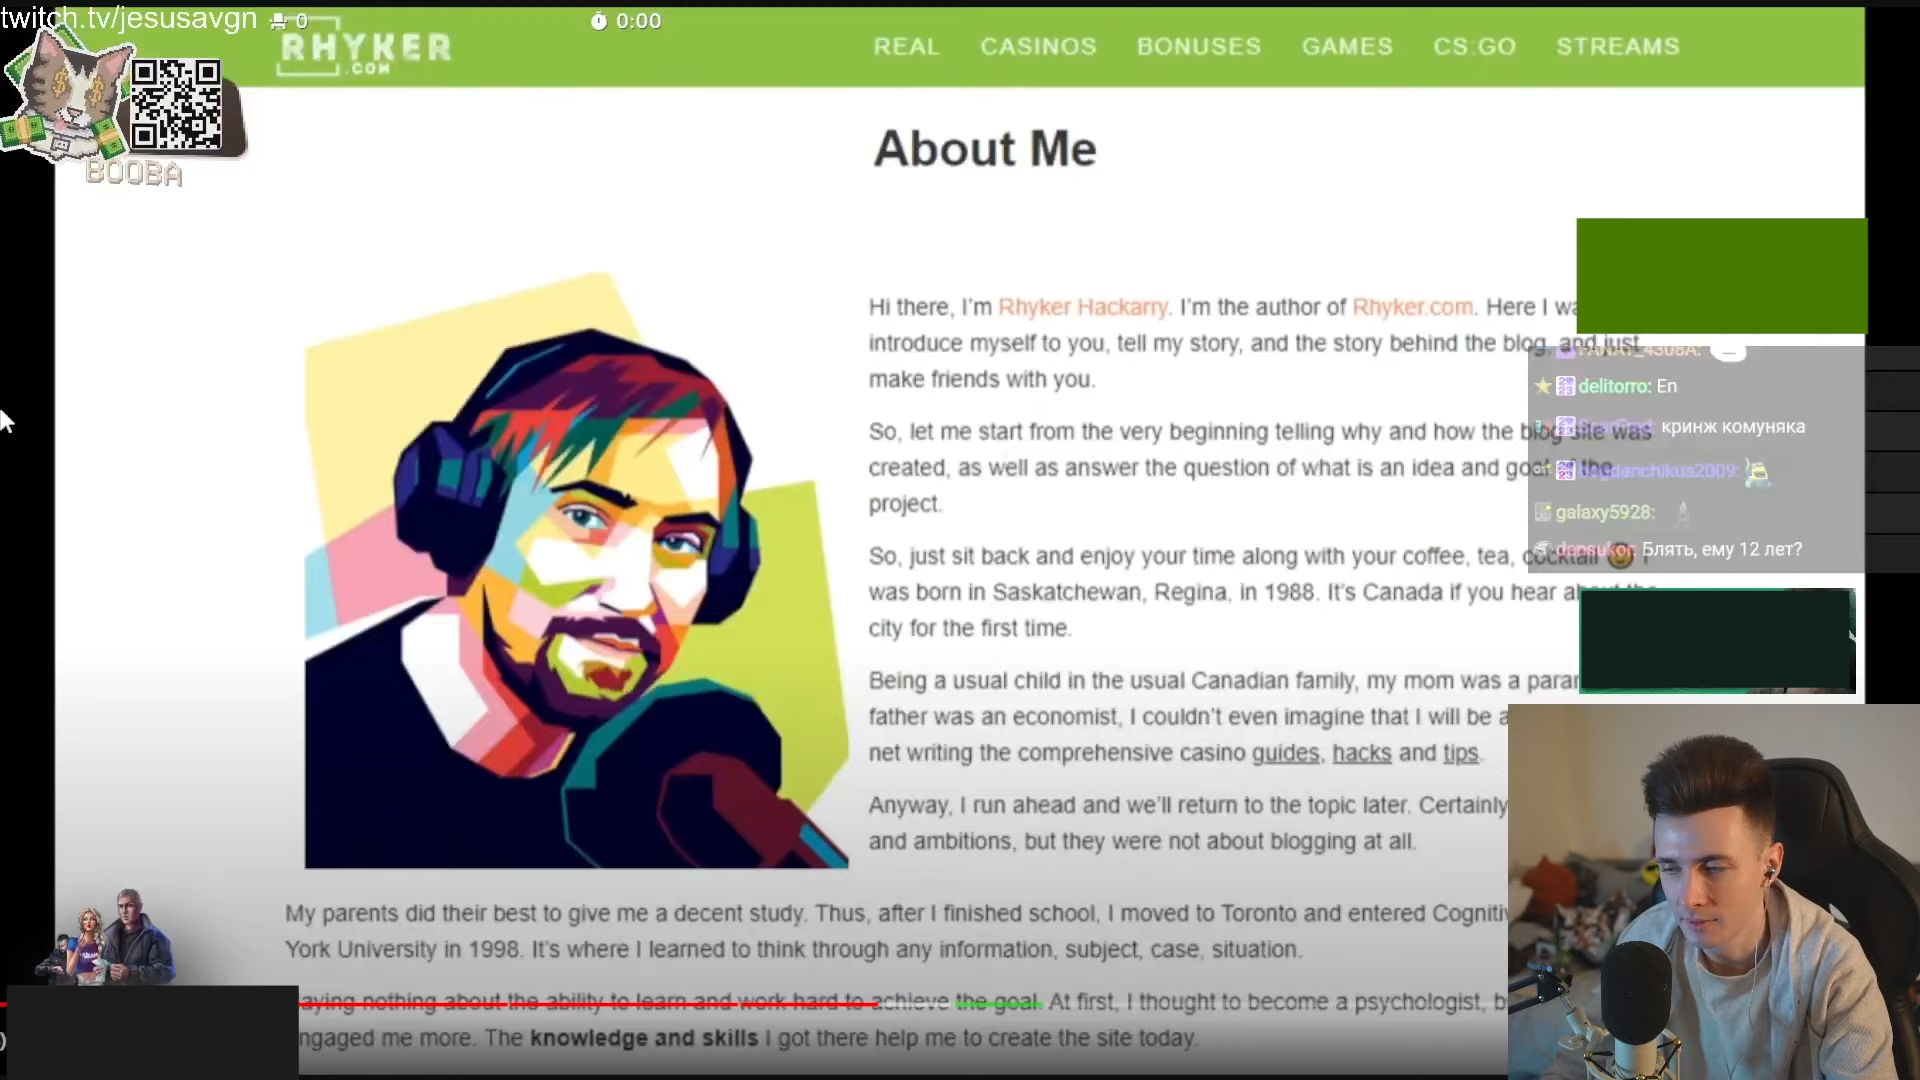 twitch.tv/jesusavgn 0 0:00
RHYKER
.COM
REAL CASINOS BONUSES GAMES CS:GO STREAMS
BOOBA
About Me
Hi there, I'm Rhyker Hackarry. I'm the author of Rhyker.com. Here I
introduce myself to you, tell my story, and the story behind the blog, and just
make friends with you.
So, let me start from the very beginning telling why and how the blog site was
created, as well as answer the question of what is an idea and goal of the
project.
So, just sit back and enjoy your time along with your coffee, tea, cocktail I
was born in Saskatchewan, Regina, in 1988. It's Canada if you hear about the
city for the first time.
Being a usual child in the usual Canadian family, my mom was a
father was an economist, I couldn't even imagine that I will be a
net writing the comprehensive casino guides, hacks and tips.
Anyway, I run ahead and we'll return to the topic later. Certainly
and ambitions, but they were not about blogging at all.
My parents did their best to give me a decent study. Thus, after I finished school, I moved to Toronto and entered
York University in 1998. It's where I learned to think through any information, subject, case, situation.
aying nothing about the ability to learn and work hard to achieve the goal. At first, I thought to become a psychologist,
ngaged me more. The knowledge and skills I got there help me to create the site today.
delitorro: En
кринж комуняка
galaxy5928:
depsukor: Блять, ему 12 лет?